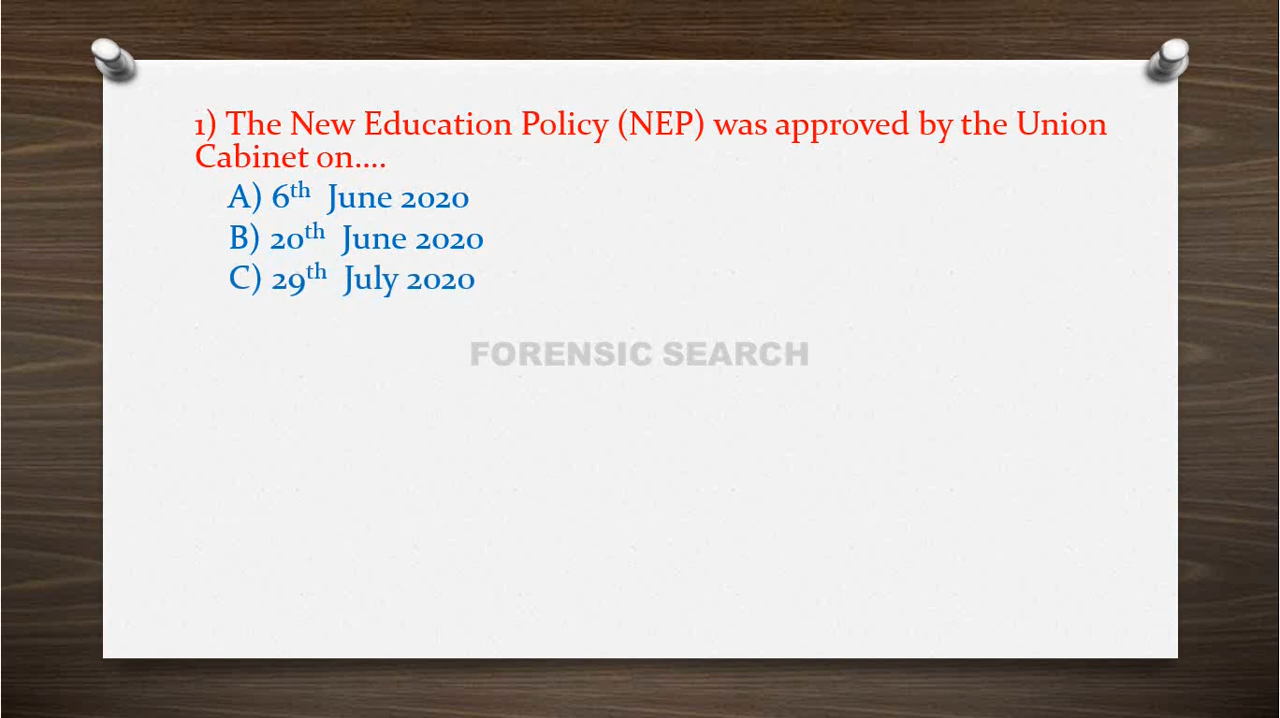 1) The New Education Policy (NEP) was approved by the Union
Cabinet on....
A) 6th June 2020
B) 20th June 2020
C) 29th July 2020
FORENSIC SEARCH